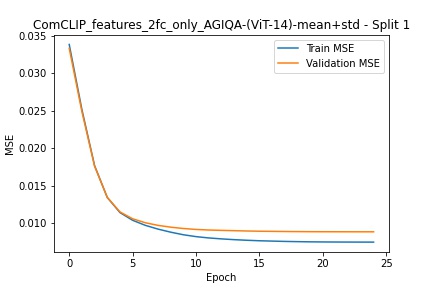 ComCLIP_features_2fc_only_AGIQA-(ViT-14)-mean+std - Split 1
0.035
0.030
0.025
0.020
0.015
0.010
MSE
Train MSE
Validation MSE
0 5 10 15 20 25
Epoch